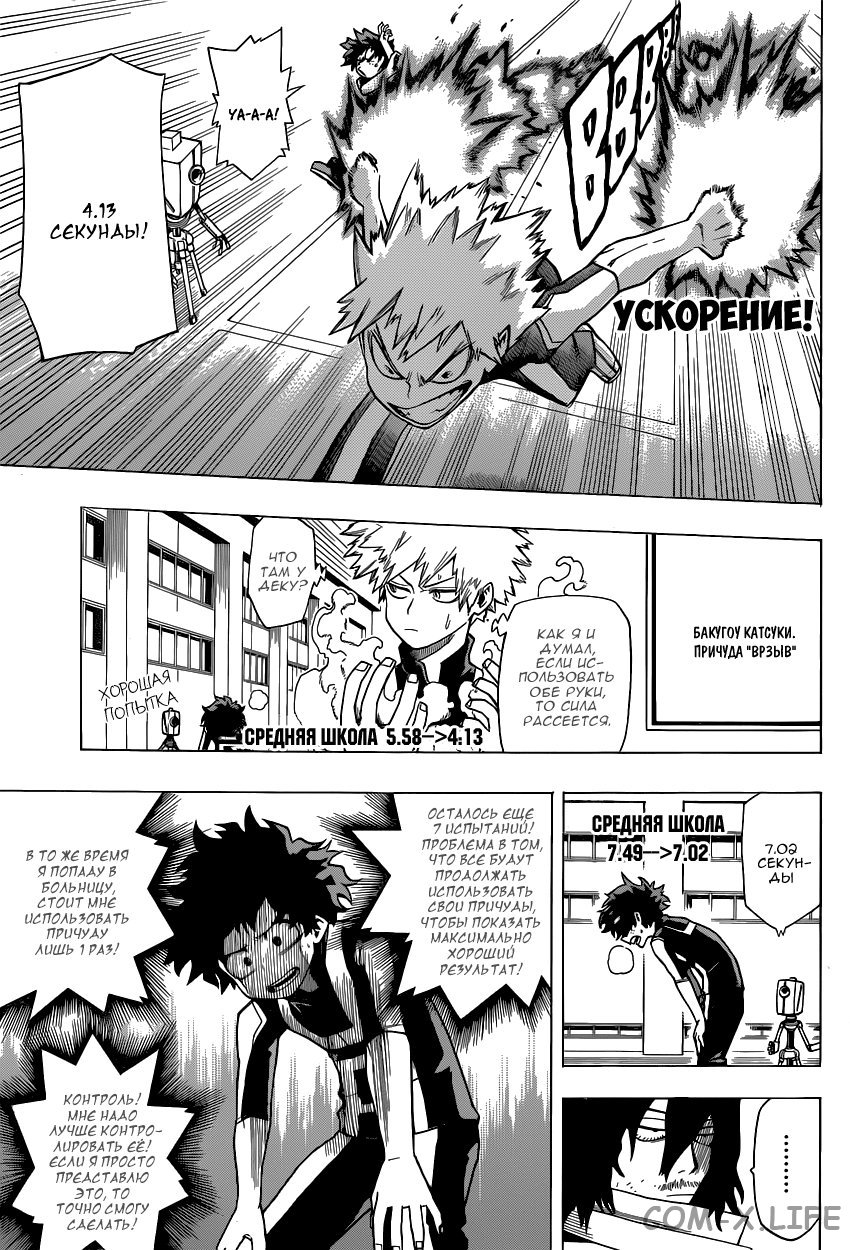 УА-А-А!
4.13
СЕКУНДЫ!
ВВВВВ
УСКОРЕНИЕ!
ЧТО
ТАМ У
ДЕКУ?
БАКУГОУ КАТСУКИ.
ПРИЧУДА "ВРЗЫВ"
КАК Я И
ДУМАЛ,
ЕСЛИ ИС-
ПОЛЬЗОВАТЬ
ОБЕ РУКИ,
ТО СИЛА
РАССЕЕТСЯ.
ХОРОШАЯ
ПОПЫТКА
СРЕДНЯЯ ШКОЛА 5.58—>4.13
В ТО ЖЕ ВРЕМЯ
Я ПОПАДУ В
БОЛЬНИЦУ,
СТОИТ МНЕ
ИСПОЛЬЗОВАТЬ
ПРИЧУДУ
ЛИШЬ 1 РАЗ!
ОСТАЛОСЬ ЕЩЕ
7 ИСПЫТАНИЙ!
ПРОБЛЕМА В ТОМ,
ЧТО ВСЕ БУДУТ
ПРОДОЛЖАТЬ
ИСПОЛЬЗОВАТЬ
СВОИ ПРИЧУДЫ,
ЧТОБЫ ПОКАЗАТЬ
МАКСИМАЛЬНО
ХОРОШИЙ
РЕЗУЛЬТАТ!
КОНТРОЛЬ!
МНЕ НАДО
ЛУЧШЕ КОНТРО-
ЛИРОВАТЬ ЕЁ!
ЕСЛИ Я ПРОСТО
ПРЕДСТАВЛЮ
ЭТО, ТО
ТОЧНО СМОГУ
СДЕЛАТЬ!
СРЕДНЯЯ ШКОЛА
7.49—>7.02
7.02
СЕКУН-
ДЫ
........
COM-X.LIFE